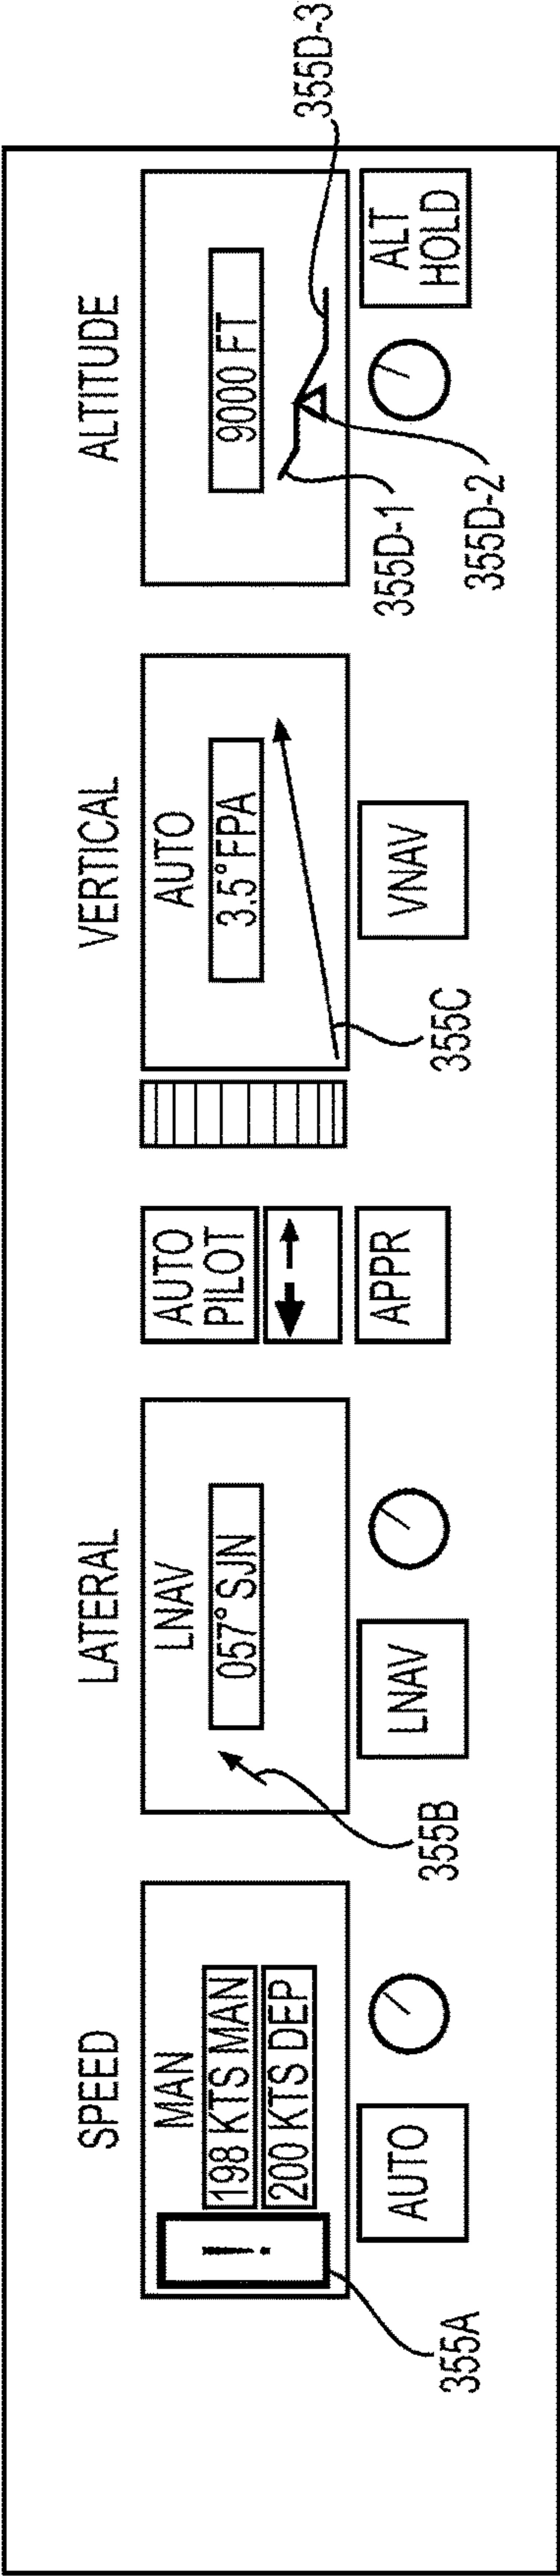 SPEED
MAN
198 KTS MAN
200 KTS DEP
!
AUTO
355A
LATERAL
LNAV
057° SJN
LNAV
355B
AUTO
PILOT
APPR
VERTICAL
AUTO
3.5°FPA
VNAV
355C
ALTITUDE
9000 FT
ALT
HOLD
355D-1
355D-2
355D-3